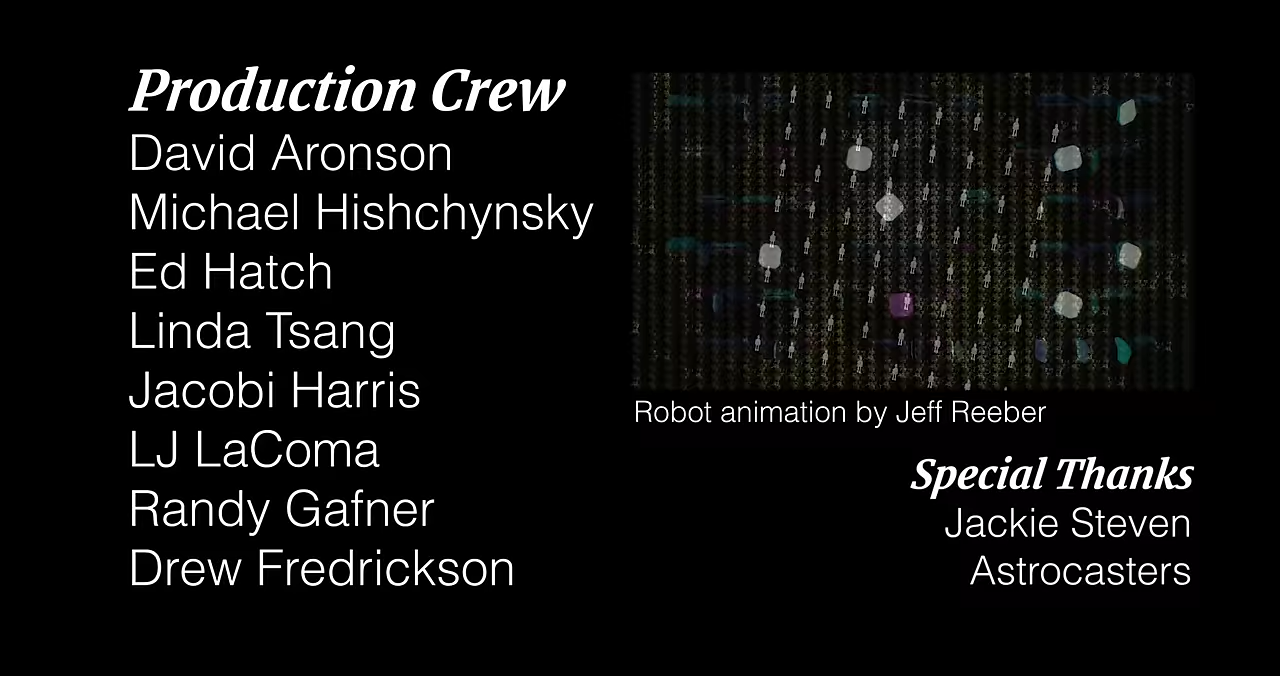 Production Crew
David Aronson
Michael Hishchynsky
Ed Hatch
Linda Tsang
Jacobi Harris
LJ LaComa
Randy Gafner
Drew Fredrickson
Robot animation by Jeff Reeber
Special Thanks
Jackie Steven
Astrocasters